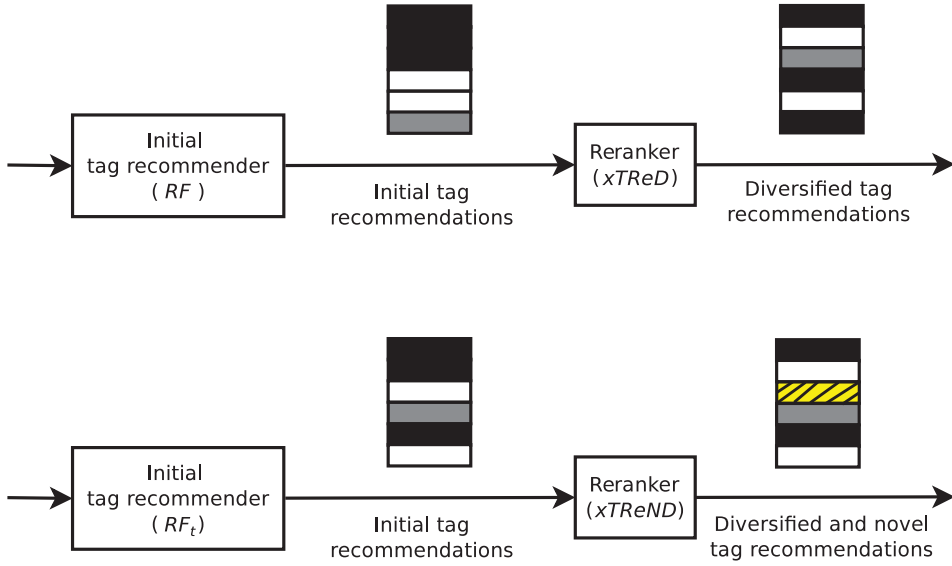 Initial
tag recommender
( RF )
Initial tag
recommendations
Reranker
(xTReD)
Diversified tag
recommendations
Initial
tag recommender
( RFt)
Initial tag
recommendations
Reranker
(xTReND)
Diversified and novel
tag recommendations